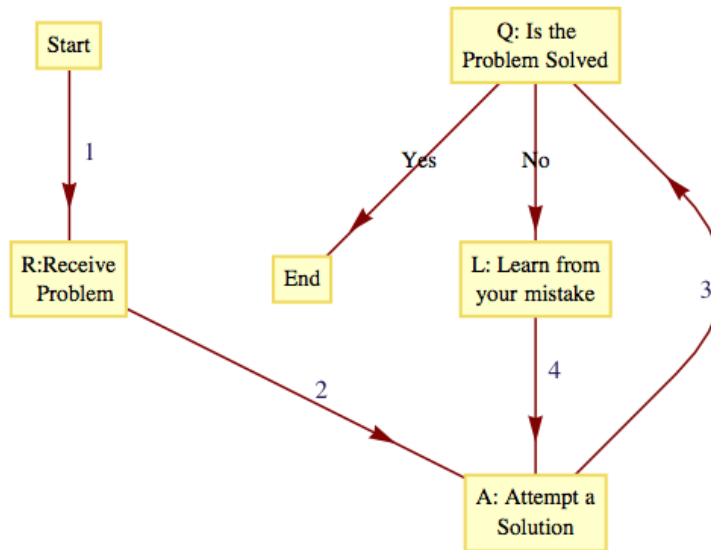 Start
Q: Is the
Problem Solved
1
Yes
No
R:Receive
Problem
End
L: Learn from
your mistake
3
2
4
A: Attempt a
Solution